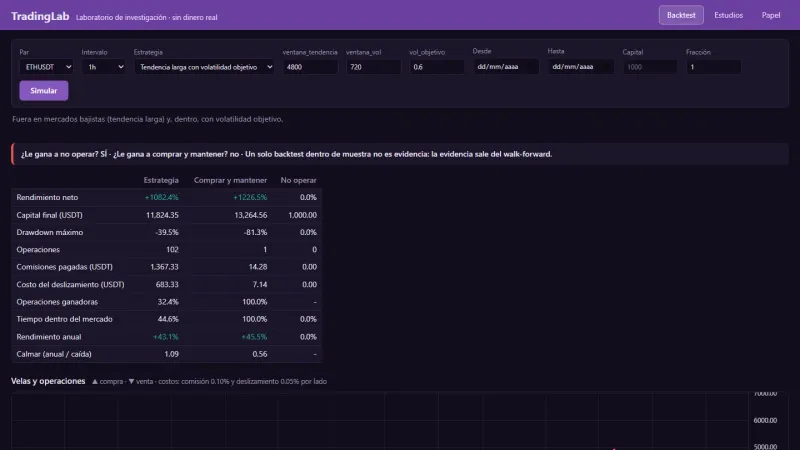 TradingLab Laboratorio de investigación · sin dinero real Backtest Estudios Papel
Par Intervalo Estrategia ventana_tendencia ventana_vol vol_objetivo Desde Hasta Capital Fracción
ETHUSDT 1h Tendencia larga con volatilidad objetivo 4800 720 0.6 dd/mm/aaaa dd/mm/aaaa 1000 1
Simular
Fuera en mercados bajistas (tendencia larga) y, dentro, con volatilidad objetivo.
¿Le gana a no operar? SÍ · ¿Le gana a comprar y mantener? no · Un solo backtest dentro de muestra no es evidencia: la evidencia sale del walk-forward.
Estrategia Comprar y mantener No operar
Rendimiento neto +1082.4% +1226.5% 0.0%
Capital final (USDT) 11,824.35 13,264.56 1,000.00
Drawdown máximo -39.5% -81.3% 0.0%
Operaciones 102 1 0
Comisiones pagadas (USDT) 1,367.33 14.28 0.00
Costo del deslizamiento (USDT) 683.33 7.14 0.00
Operaciones ganadoras 32.4% 100.0% -
Tiempo dentro del mercado 44.6% 100.0% 0.0%
Rendimiento anual +43.1% +45.5% 0.0%
Calmar (anual / caída) 1.09 0.56 -
Velas y operaciones ▲ compra · ▼ venta · costos: comisión 0.10% y deslizamiento 0.05% por lado
7000.00
6000.00
5000.00